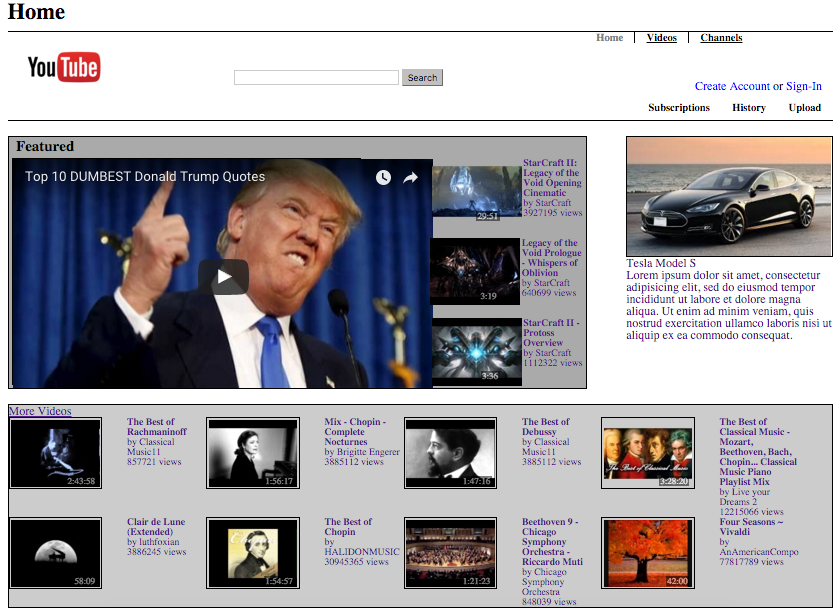 Home
Home
Videos
Channels
YouTube
Search
Create Account or Sign-In
Subscriptions
History
Upload
Featured
Top 10 DUMBEST Donald Trump Quotes
29:51
StarCraft II:
Legacy of the
Void Opening
Cinematic
by StarCraft
3927195 views
3:19
Legacy of the
Void Prologue
- Whispers of
Oblivion
by StarCraft
640699 views
3:36
StarCraft II -
Protoss
Overview
by StarCraft
1112322 views
Tesla Model S
Lorem ipsum dolor sit amet, consectetur
adipisicing elit, sed do eiusmod tempor
incididunt ut labore et dolore magna
aliqua. Ut enim ad minim veniam, quis
nostrud exercitation ullamco laboris nisi ut
aliquip ex ea commodo consequat.
More Videos
2:43:58
The Best of
Rachmaninoff
by Classical
Music11
857721 views
1:56:17
Mix - Chopin -
Complete
Nocturnes
by Brigitte Engerer
3885112 views
1:47:16
The Best of
Debussy
by Classical
Music11
3885112 views
The Best of Classical Music
3:28:20
The Best of
Classical Music -
Mozart,
Beethoven, Bach,
Chopin... Classical
Music Piano
Playlist Mix
by Live your
Dreams 2
12215066 views
58:09
Clair de Lune
(Extended)
by luthfoxian
3886245 views
1:54:57
The Best of
Chopin
by
HALIDONMUSIC
30945365 views
1:21:23
Beethoven 9 -
Chicago
Symphony
Orchestra -
Riccardo Muti
by Chicago
Symphony
Orchestra
848039 views
42:00
Four Seasons ~
Vivaldi
by
AnAmericanCompo
77817789 views